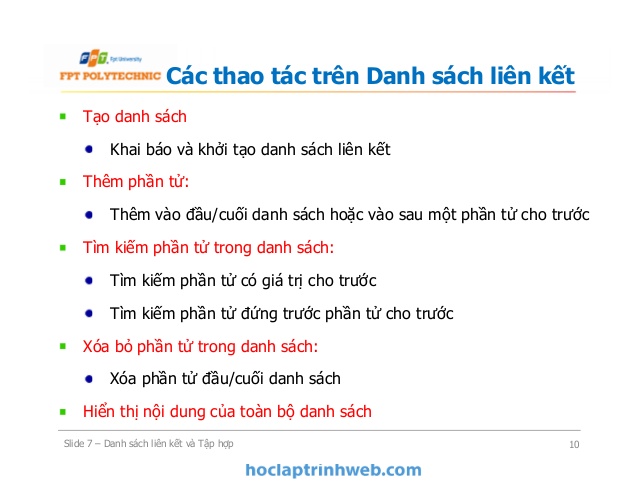 FPT Fpt University
FPT POLYTECHNIC
Các thao tác trên Danh sách liên kết
Tạo danh sách
Khai báo và khởi tạo danh sách liên kết
Thêm phần tử:
Thêm vào đầu/cuối danh sách hoặc vào sau một phần tử cho trước
Tìm kiếm phần tử trong danh sách:
Tìm kiếm phần tử có giá trị cho trước
Tìm kiếm phần tử đứng trước phần tử cho trước
Xóa bỏ phần tử trong danh sách:
Xóa phần tử đầu/cuối danh sách
Hiển thị nội dung của toàn bộ danh sách
Slide 7 – Danh sách liên kết và Tập hợp 10
hoclaptrinhweb.com